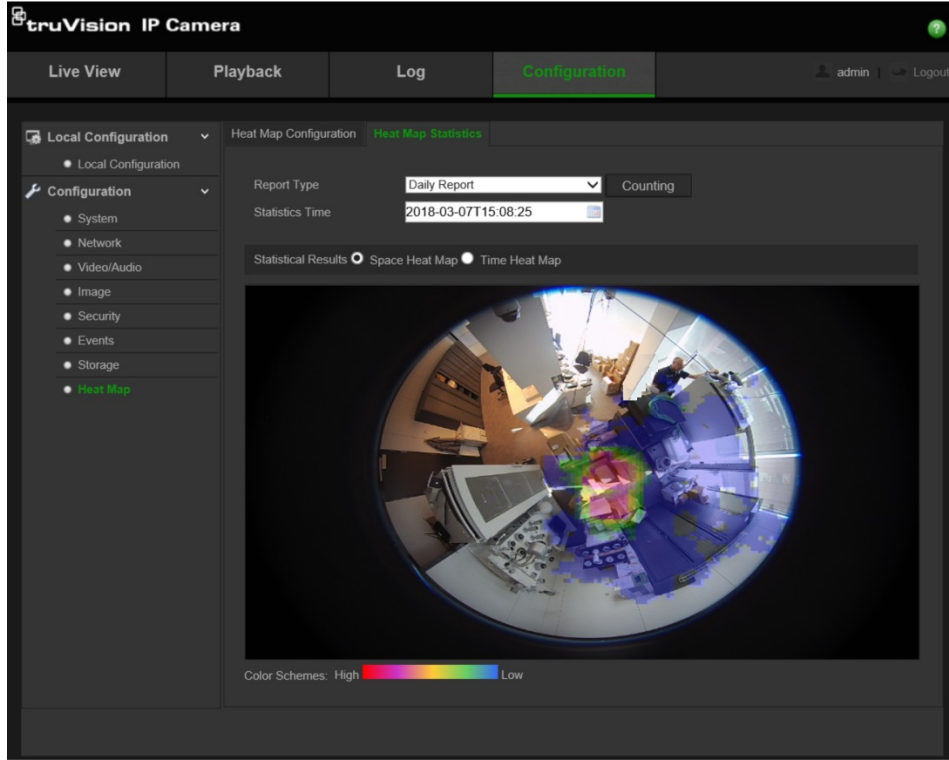 truVision IP Camera
?
Live View Playback Log Configuration admin | Logout
Local Configuration
Local Configuration
Configuration
System
Network
Video/Audio
Image
Security
Events
Storage
Heat Map
Heat Map Configuration Heat Map Statistics
Report Type Daily Report Counting
Statistics Time 2018-03-07T15:08:25
Statistical Results Space Heat Map Time Heat Map
Color Schemes: High Low